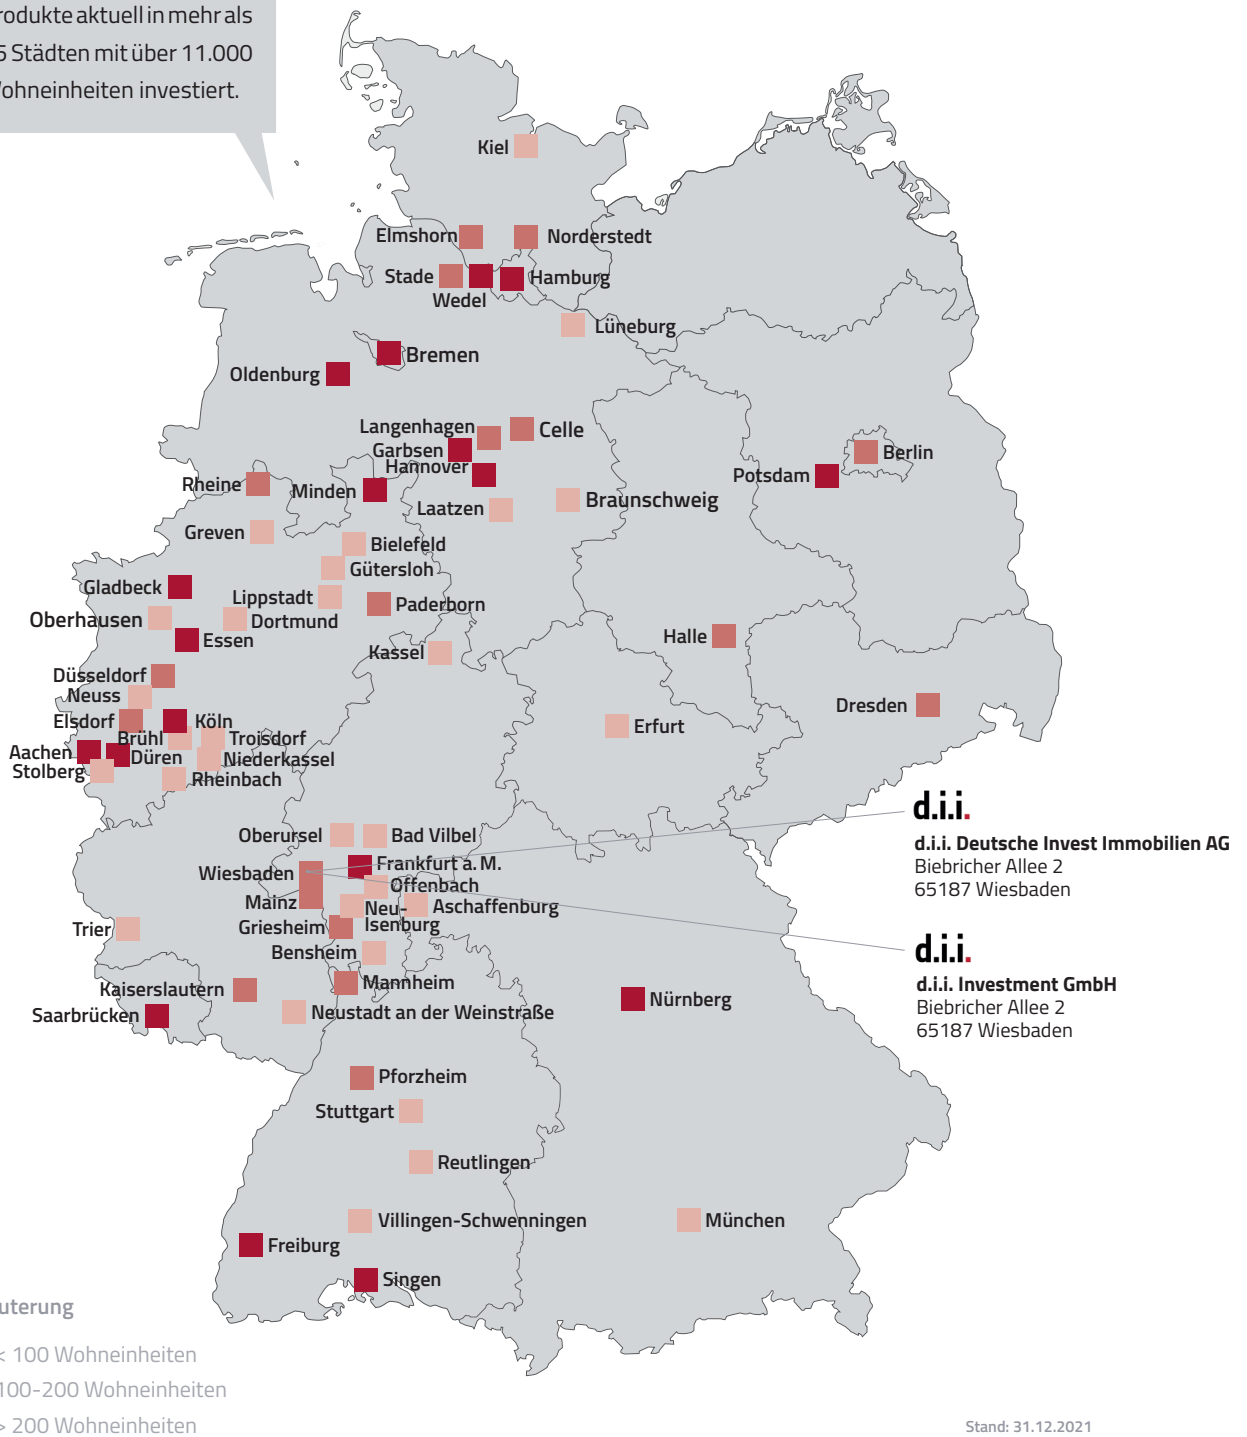 aktuell in mehr als
Städten mit über 11.000
investiert.
Kiel
Elmshorn
Norderstedt
Stade
Hamburg
Wedel
Lüneburg
Bremen
Oldenburg
Langenhagen
Celle
Garbsen
Hannover
Berlin
Potsdam
Rheine
Minden
Laatzen
Braunschweig
Greven
Bielefeld
Gütersloh
Gladbeck
Lippstadt
Paderborn
Oberhausen
Dortmund
Essen
Halle
Kassel
Düsseldorf
Neuss
Dresden
Elsdorf
Köln
Erfurt
Brühl
Troisdorf
Aachen
Düren
Niederkassel
Stolberg
Rheinbach
d.i.i.
d.i.i. Deutsche Invest Immobilien AG
Biebricher Allee 2
65187 Wiesbaden
Oberursel
Bad Vilbel
Frankfurt a. M.
Wiesbaden
Offenbach
Mainz
Neu-
Isenburg
Aschaffenburg
Griesheim
Trier
Bensheim
d.i.i.
d.i.i. Investment GmbH
Biebricher Allee 2
65187 Wiesbaden
Kaiserslautern
Mannheim
Saarbrücken
Neustadt an der Weinstraße
Nürnberg
Pforzheim
Stuttgart
Reutlingen
Villingen-Schwenningen
München
Freiburg
Singen
< 100 Wohneinheiten
100-200 Wohneinheiten
> 200 Wohneinheiten
Stand: 31.12.2021